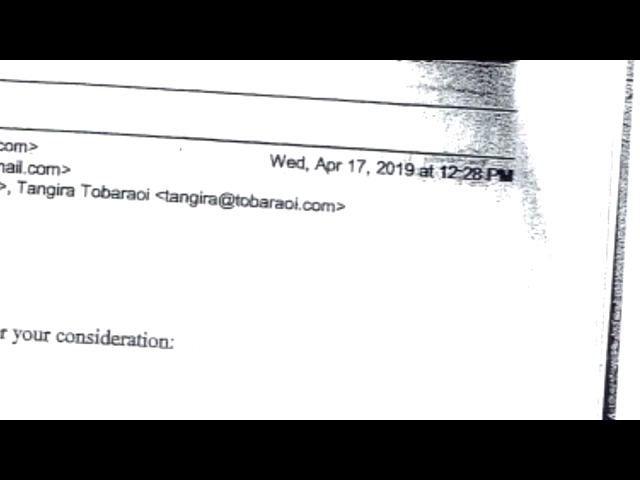 com>
Wed, Apr 17, 2019 at 12:28 PM
nail.com>
>, Tangira Tobaraoi <tangira@tobaraoi.com>
r your consideration: